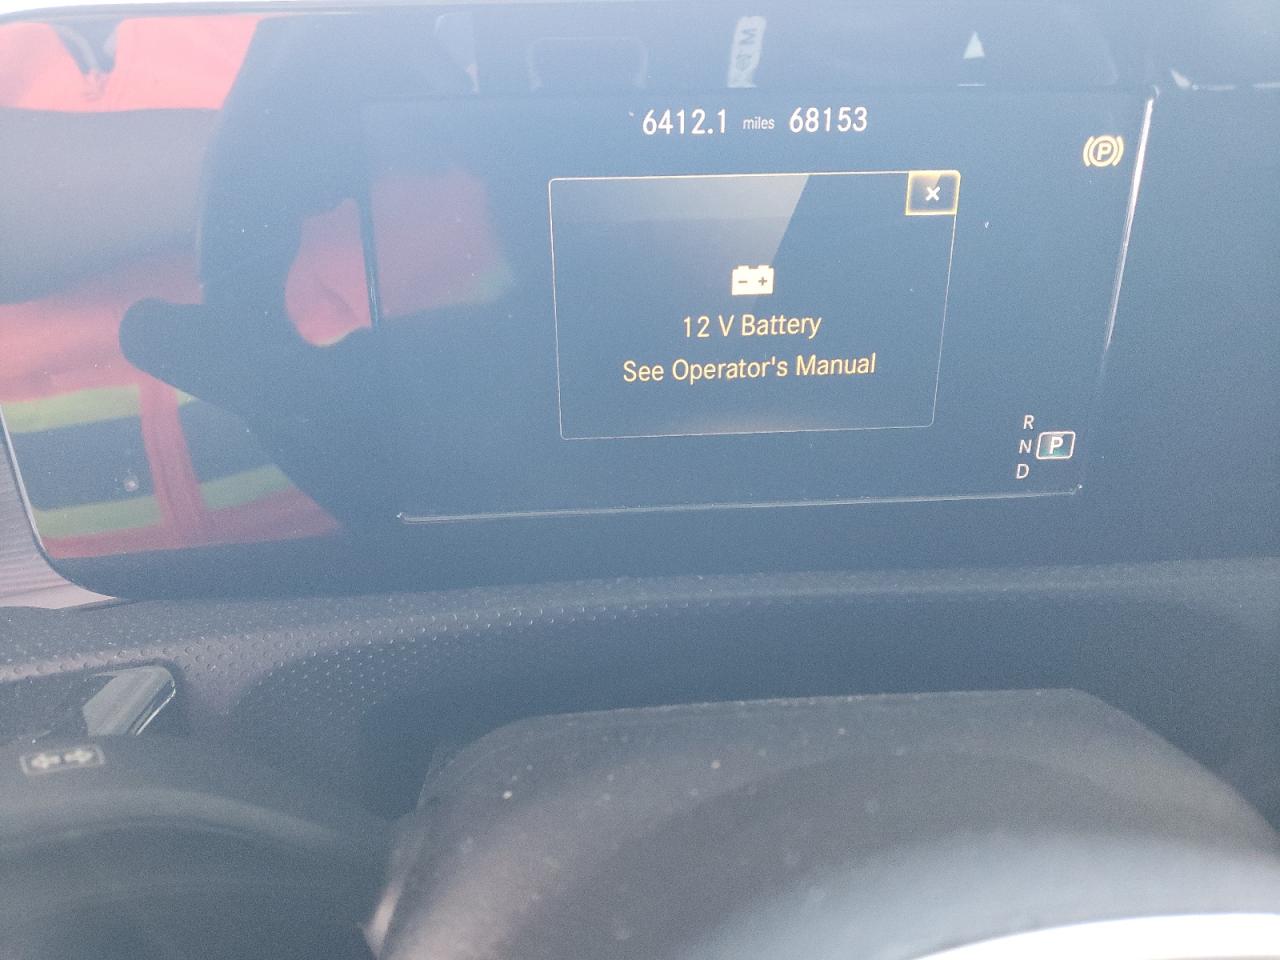 6412.1 miles 68153
P
×
12 V Battery
See Operator's Manual
R
N P
D